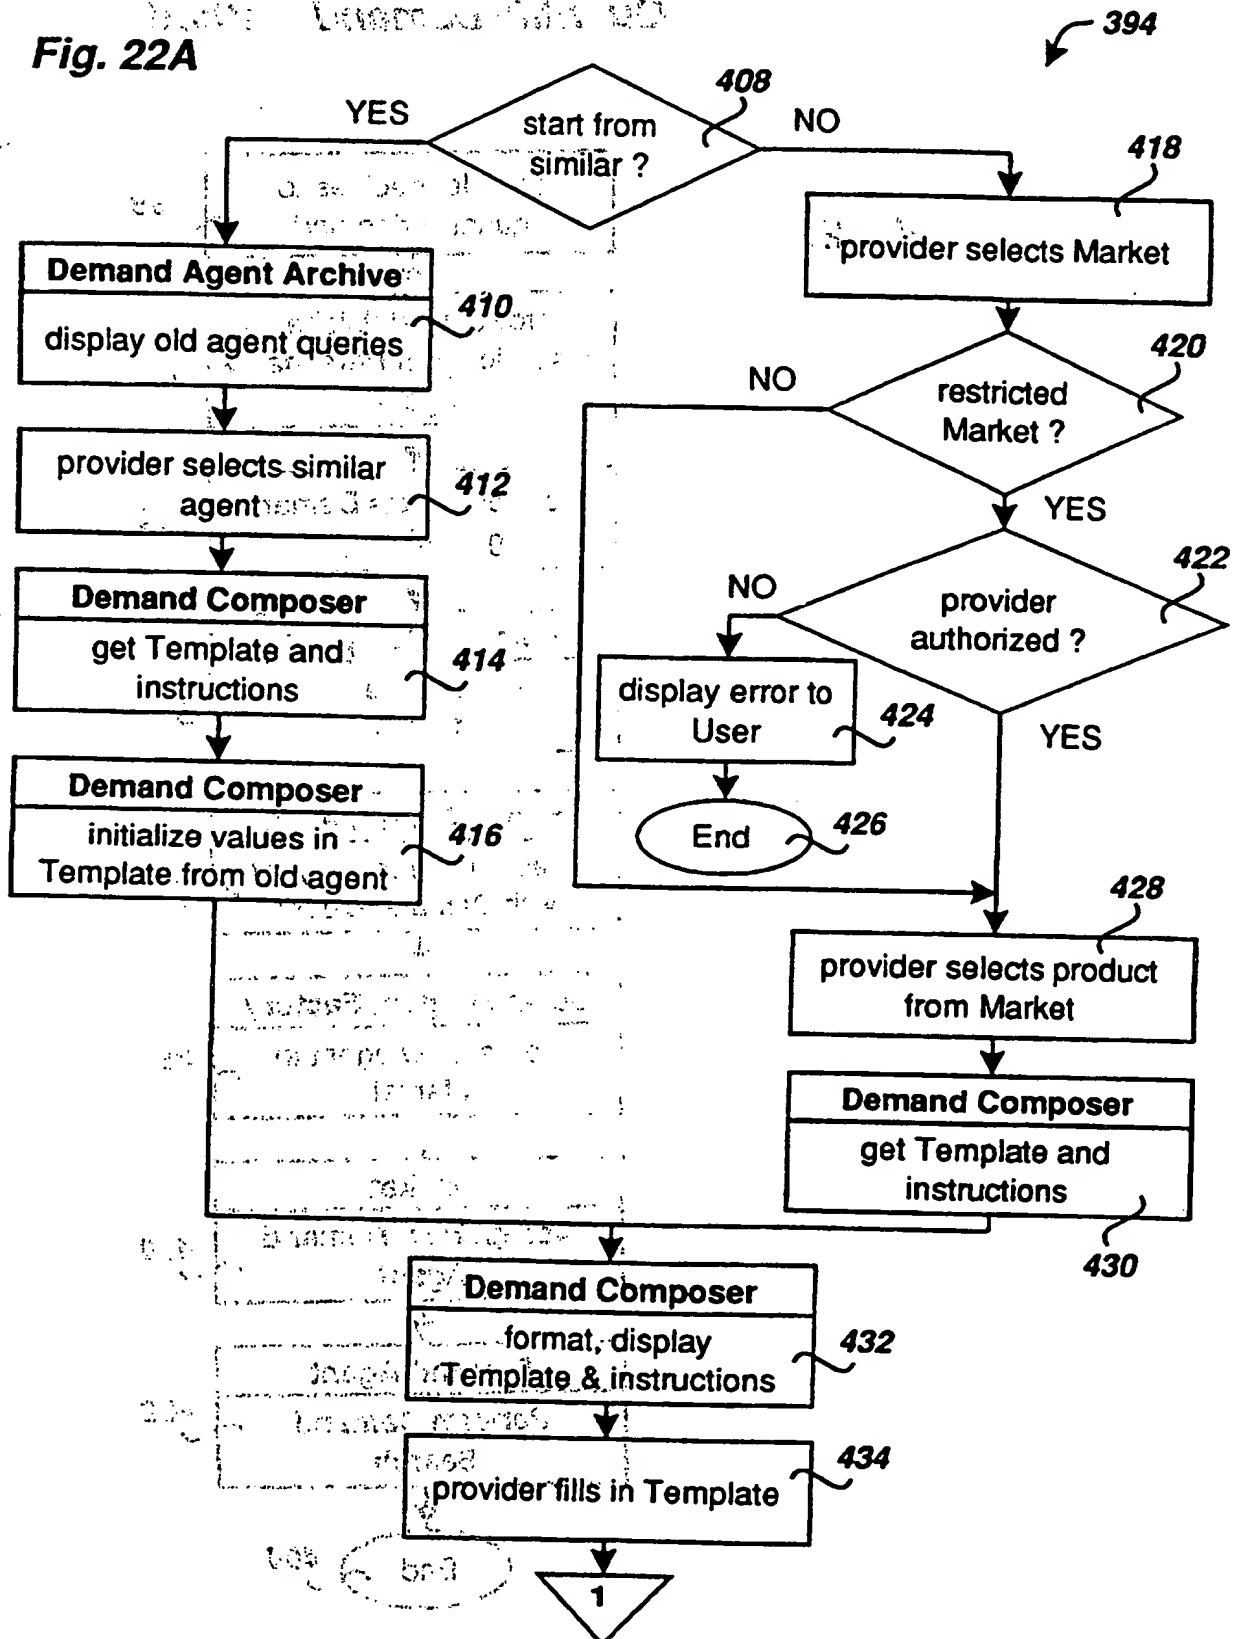 Fig. 22A
394
408
YES
start from
similar ?
NO
418
provider selects Market
Demand Agent Archive
410
display old agent queries
420
NO
restricted
Market ?
YES
provider selects similar
agent
412
422
NO
provider
authorized ?
Demand Composer
get Template and
instructions
414
display error to
User
424
YES
Demand Composer
initialize values in
Template from old agent
416
End
426
428
provider selects product
from Market
Demand Composer
get Template and
instructions
430
Demand Composer
format, display
Template & instructions
432
provider fills in Template
434
1